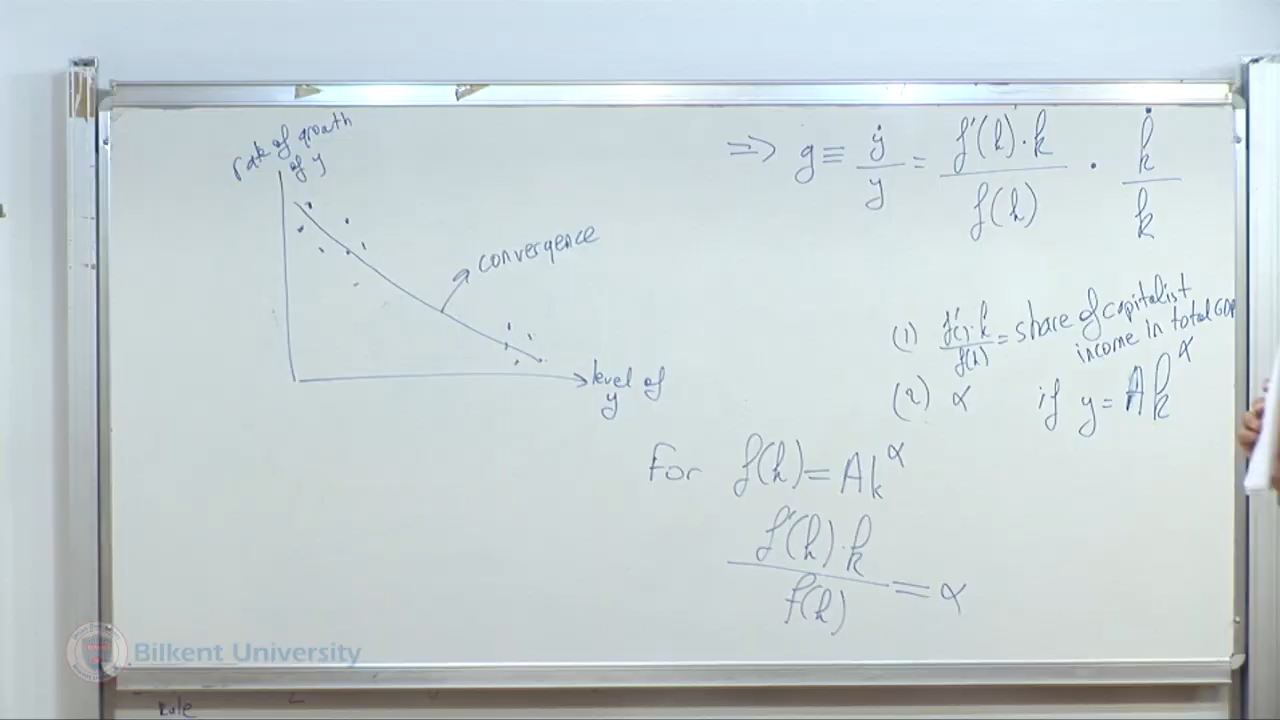 rate of growth
of y
convergence
level of
y
=> g ≡ ẏ/y = f'(k)·k/f(k) · k̇/k
(1) f'(·)·k/f(k) = share of capitalist
income in total GDP
(2) α if y = Ak^α
For f(k) = Ak^α
f'(k)·k/f(k) = α
Bilkent University
Rule